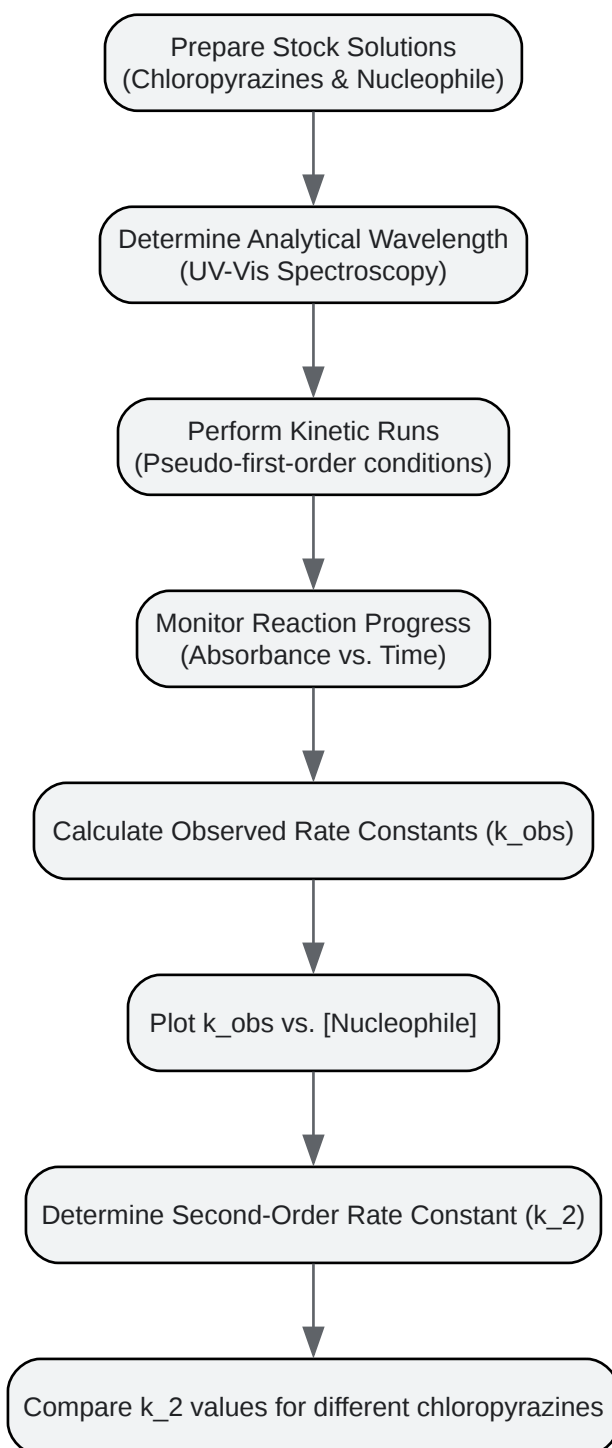 Prepare Stock Solutions
(Chloropyrazines & Nucleophile)
Determine Analytical Wavelength
(UV-Vis Spectroscopy)
Perform Kinetic Runs
(Pseudo-first-order conditions)
Monitor Reaction Progress
(Absorbance vs. Time)
Calculate Observed Rate Constants (k_obs)
Plot k_obs vs. [Nucleophile]
Determine Second-Order Rate Constant (k_2)
Compare k_2 values for different chloropyrazines